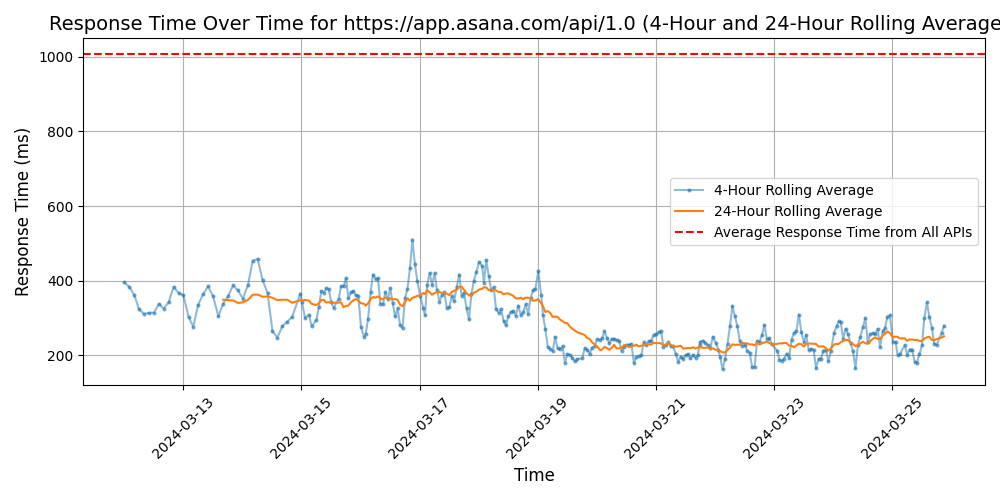 Response Time Over Time for https://app.asana.com/api/1.0 (4-Hour and 24-Hour Rolling Average
Response Time (ms)
1000
800
600
400
200
4-Hour Rolling Average
24-Hour Rolling Average
Average Response Time from All APIs
2024-03-13
2024-03-15
2024-03-17
2024-03-19
2024-03-21
2024-03-23
2024-03-25
Time